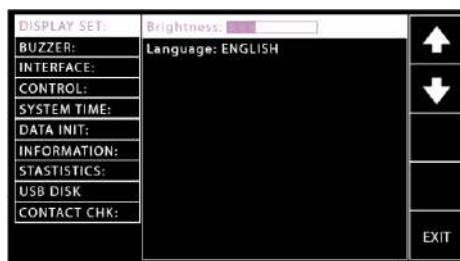 DISPLAY SET:
BUZZER:
INTERFACE:
CONTROL:
SYSTEM TIME:
DATA INIT:
INFORMATION:
STASTISTICS:
USB DISK
CONTACT CHK:
Brightness:
Language: ENGLISH
EXIT